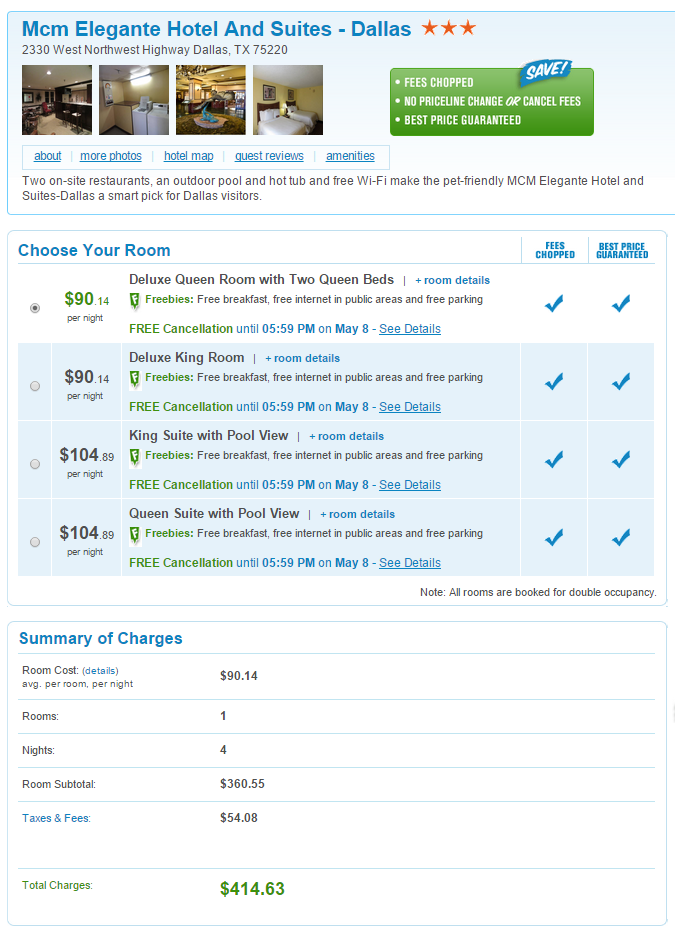 Mcm Elegante Hotel And Suites - Dallas
2330 West Northwest Highway Dallas, TX 75220
SAVE!
• FEES CHOPPED
• NO PRICELINE CHANGE OR CANCEL FEES
• BEST PRICE GUARANTEED
about | more photos | hotel map | guest reviews | amenities
Two on-site restaurants, an outdoor pool and hot tub and free Wi-Fi make the pet-friendly MCM Elegante Hotel and
Suites-Dallas a smart pick for Dallas visitors.
Choose Your Room
FEES CHOPPED
BEST PRICE GUARANTEED
Deluxe Queen Room with Two Queen Beds | + room details
$90.14
per night
Freebies: Free breakfast, free internet in public areas and free parking
FREE Cancellation until 05:59 PM on May 8 - See Details
Deluxe King Room | + room details
$90.14
per night
Freebies: Free breakfast, free internet in public areas and free parking
FREE Cancellation until 05:59 PM on May 8 - See Details
King Suite with Pool View | + room details
$104.89
per night
Freebies: Free breakfast, free internet in public areas and free parking
FREE Cancellation until 05:59 PM on May 8 - See Details
Queen Suite with Pool View | + room details
$104.89
per night
Freebies: Free breakfast, free internet in public areas and free parking
FREE Cancellation until 05:59 PM on May 8 - See Details
Note: All rooms are booked for double occupancy.
Summary of Charges
Room Cost: (details)
avg. per room, per night
$90.14
Rooms: 1
Nights: 4
Room Subtotal: $360.55
Taxes & Fees: $54.08
Total Charges: $414.63